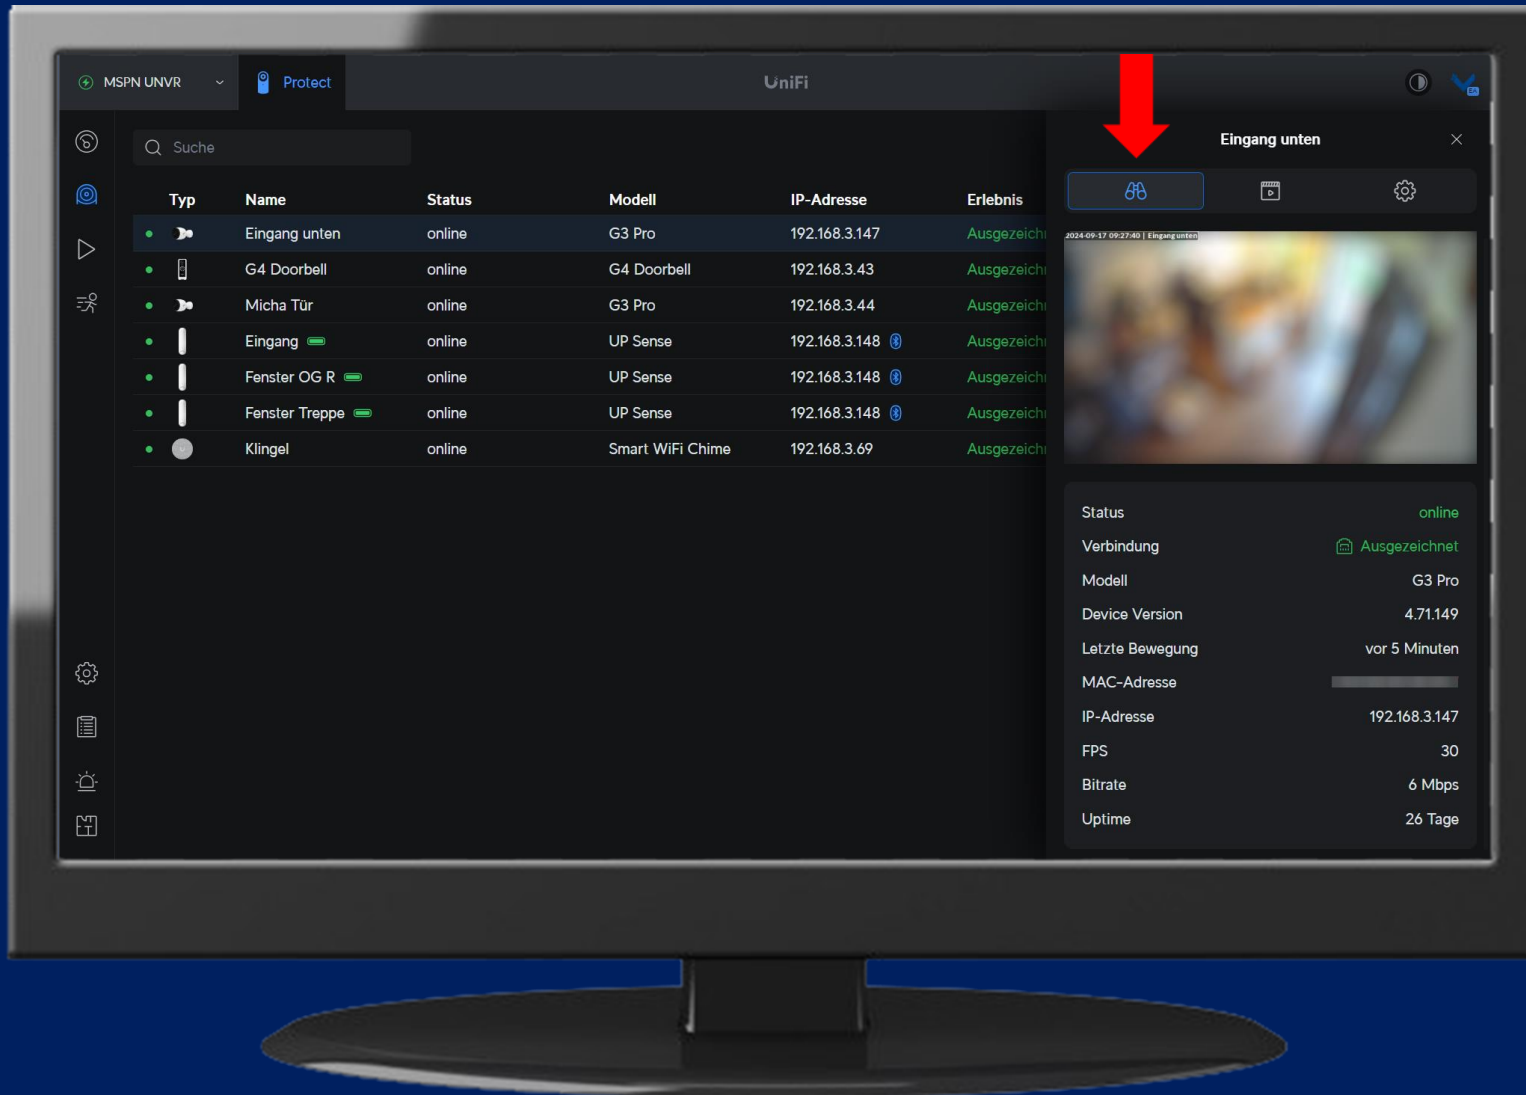 MSPN UNVR
Protect
UniFi
EA
Suche
Typ Name Status Modell IP-Adresse Erlebnis
Eingang unten online G3 Pro 192.168.3.147
G4 Doorbell online G4 Doorbell 192.168.3.43
Micha Tür online G3 Pro 192.168.3.44
Eingang online UP Sense 192.168.3.148
Fenster OG R online UP Sense 192.168.3.148
Fenster Treppe online UP Sense 192.168.3.148
Klingel online Smart WiFi Chime 192.168.3.69
Eingang unten
2024-09-17 09:27:40 | Eingang unten
Status online
Verbindung Ausgezeichnet
Modell G3 Pro
Device Version 4.71.149
Letzte Bewegung vor 5 Minuten
MAC-Adresse
IP-Adresse 192.168.3.147
FPS 30
Bitrate 6 Mbps
Uptime 26 Tage